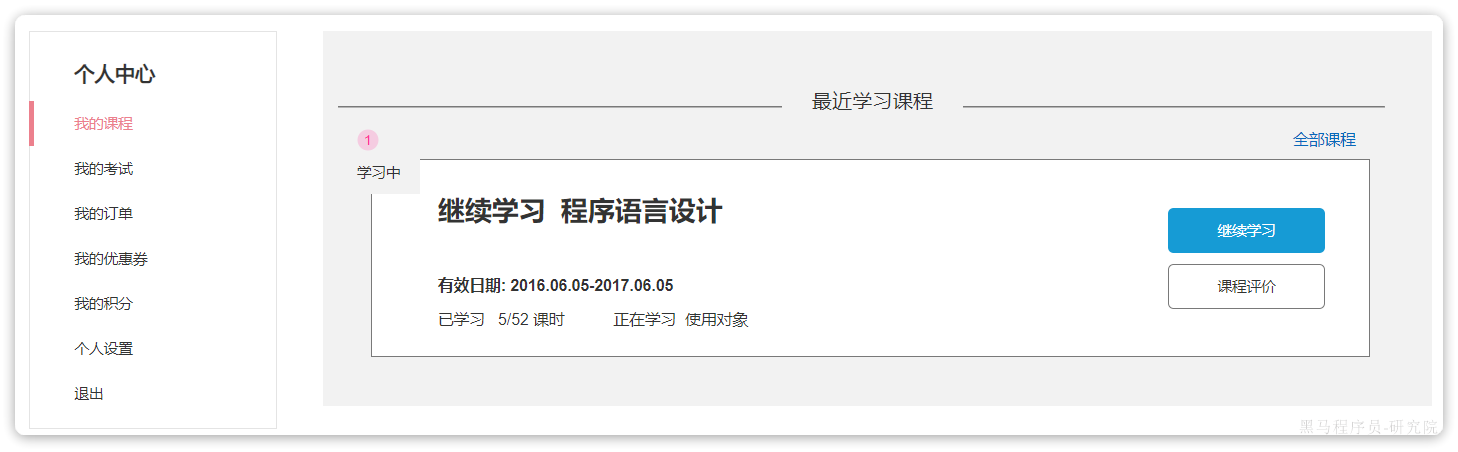 个人中心
我的课程
我的考试
我的订单
我的优惠券
我的积分
个人设置
退出
最近学习课程
1
全部课程
学习中
继续学习 程序语言设计
继续学习
有效日期: 2016.06.05-2017.06.05
课程评价
已学习 5/52 课时 正在学习 使用对象
黑马程序员-研究院